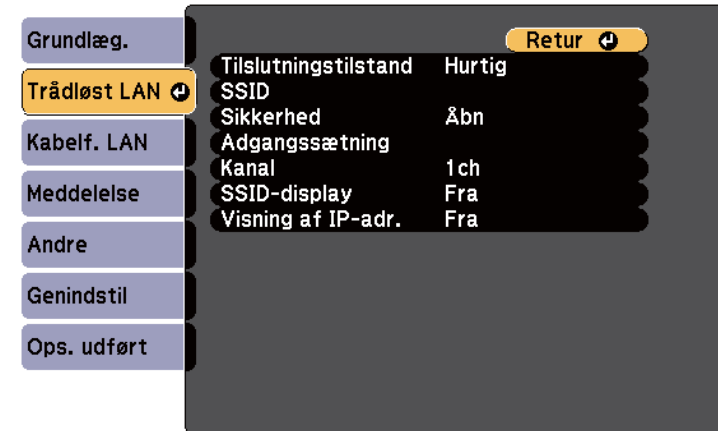 Grundlæg.
Trådløst LAN
Kabelf. LAN
Meddelelse
Andre
Genindstil
Ops. udført
Retur
Tilslutningstilstand Hurtig
SSID
Sikkerhed Åbn
Adgangssætning
Kanal 1ch
SSID-display Fra
Visning af IP-adr. Fra